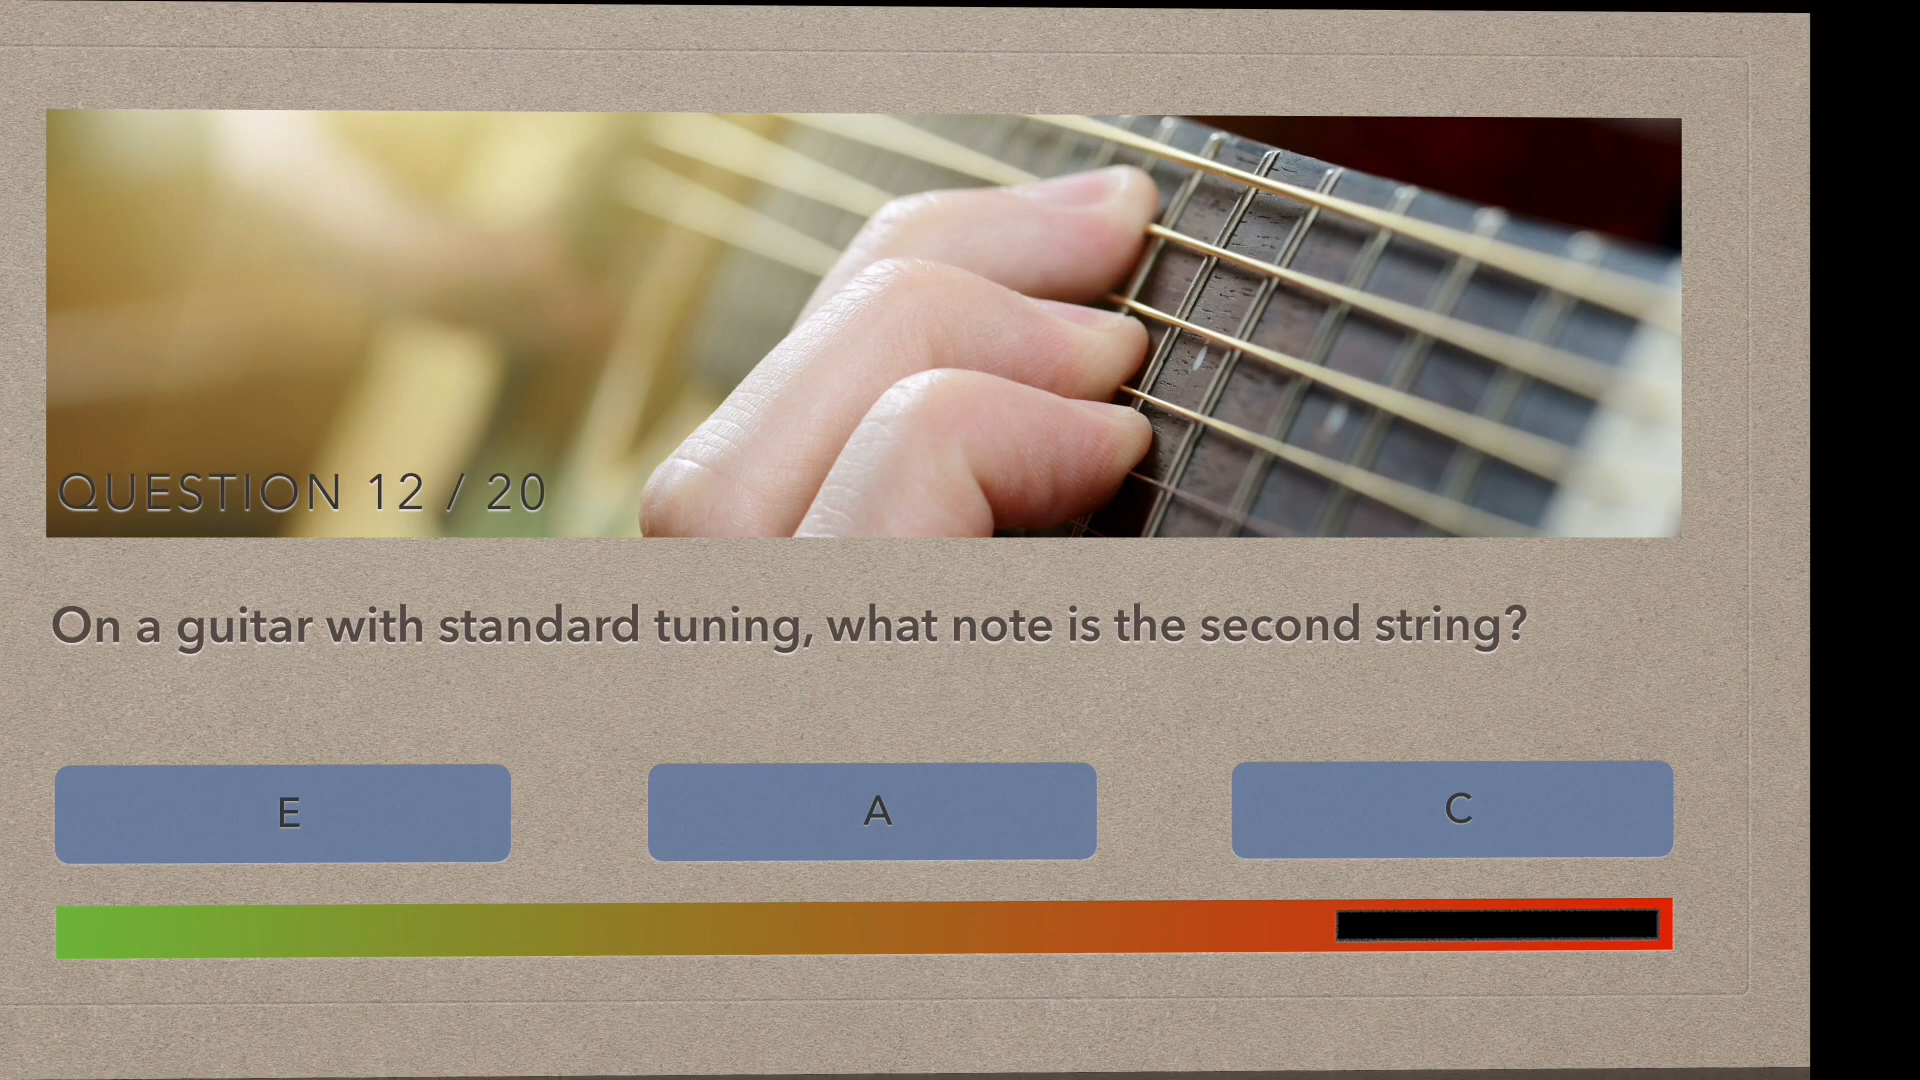 QUESTION 12 / 20
On a guitar with standard tuning, what note is the second string?
E
A
C